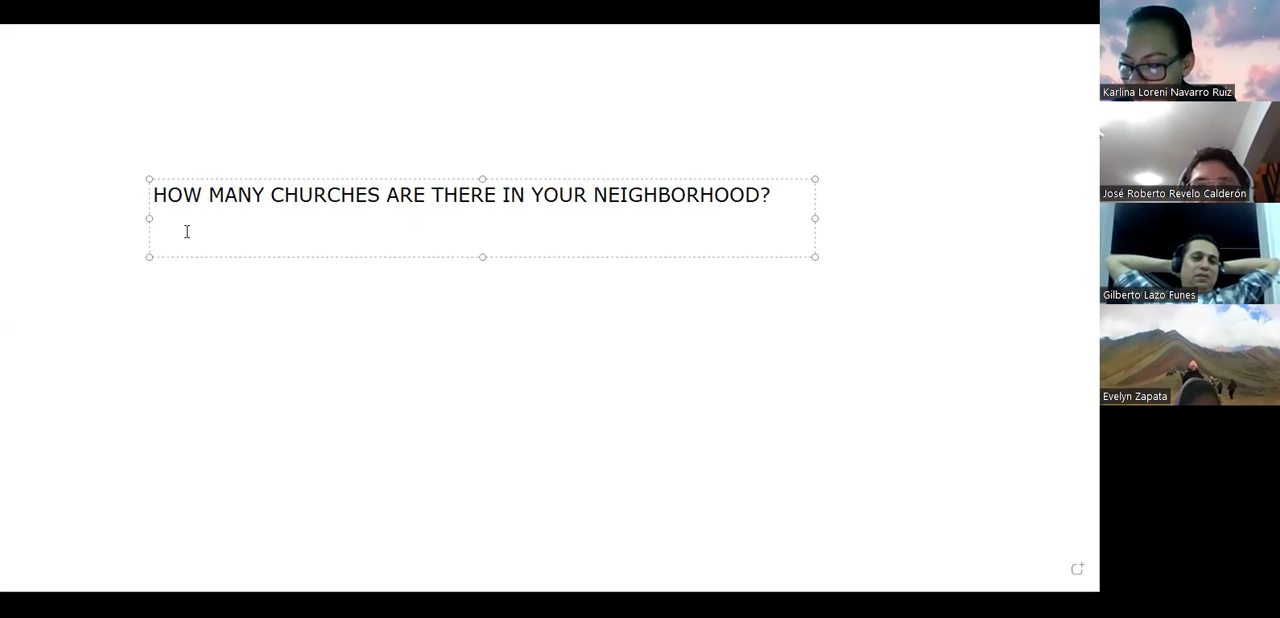 HOW MANY CHURCHES ARE THERE IN YOUR NEIGHBORHOOD?
Karlina Loreni Navarro Ruiz
José Roberto Revelo Calderón
Gilberto Lazo Funes
Evelyn Zapata